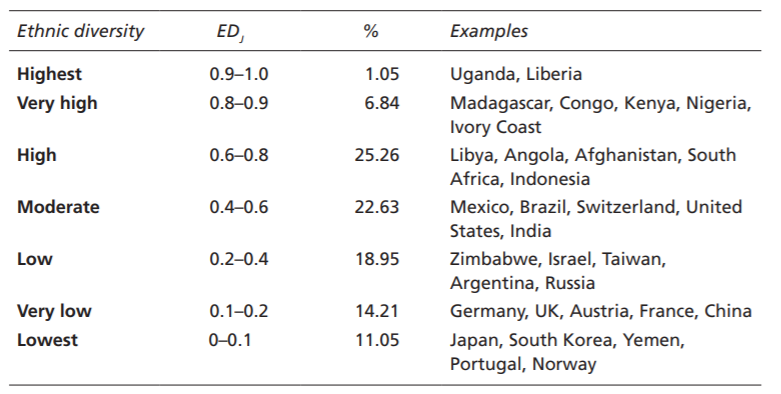 Ethnic diversity ED_J % Examples
Highest 0.9–1.0 1.05 Uganda, Liberia
Very high 0.8–0.9 6.84 Madagascar, Congo, Kenya, Nigeria,
Ivory Coast
High 0.6–0.8 25.26 Libya, Angola, Afghanistan, South
Africa, Indonesia
Moderate 0.4–0.6 22.63 Mexico, Brazil, Switzerland, United
States, India
Low 0.2–0.4 18.95 Zimbabwe, Israel, Taiwan,
Argentina, Russia
Very low 0.1–0.2 14.21 Germany, UK, Austria, France, China
Lowest 0–0.1 11.05 Japan, South Korea, Yemen,
Portugal, Norway